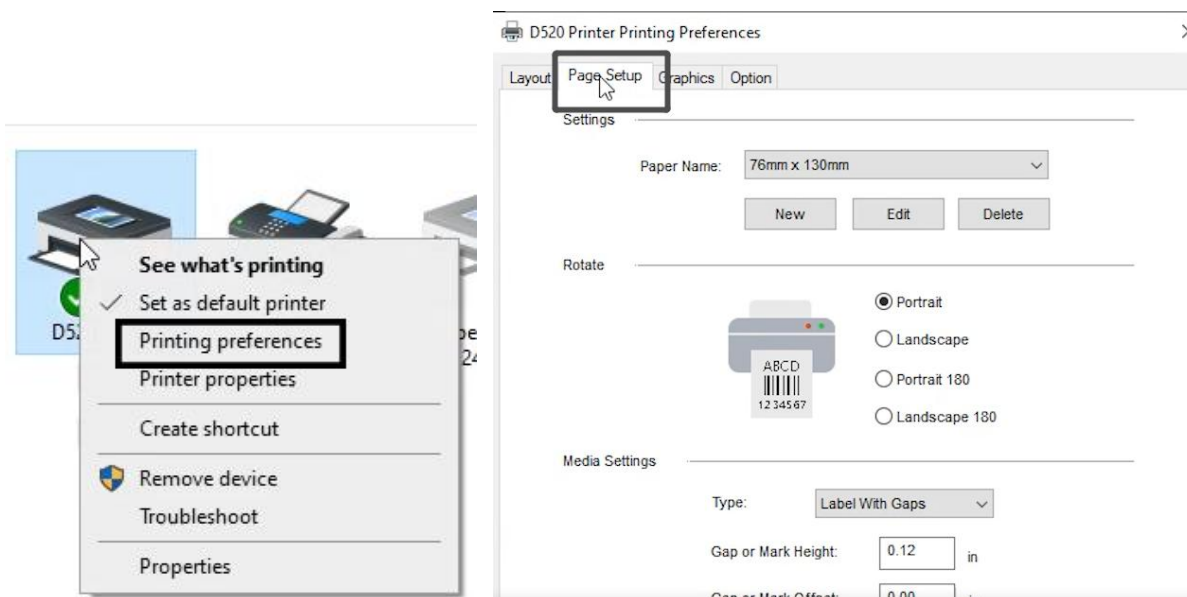 See what's printing
Set as default printer
Printing preferences
Printer properties
Create shortcut
Remove device
Troubleshoot
Properties
D520 Printer Printing Preferences
Layout Page Setup Graphics Option
Settings
Paper Name: 76mm x 130mm
New Edit Delete
Rotate
ABCD
1234567
Portrait
Landscape
Portrait 180
Landscape 180
Media Settings
Type: Label With Gaps
Gap or Mark Height: 0.12 in